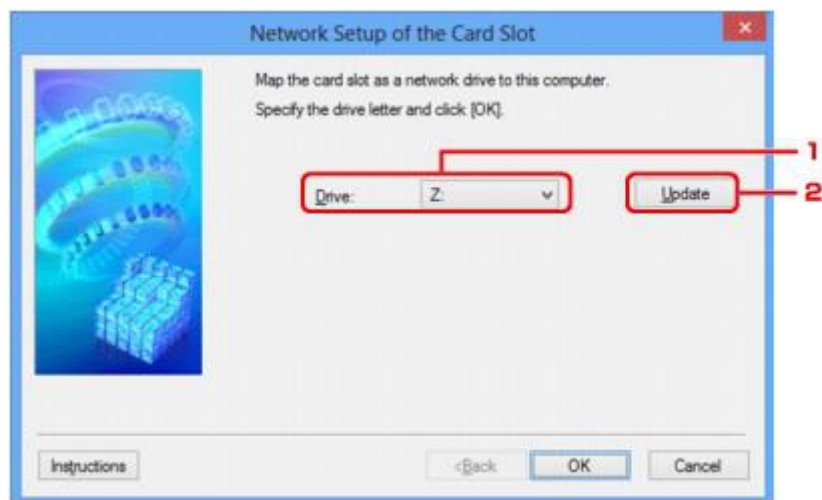 Network Setup of the Card Slot
Map the card slot as a network drive to this computer.
Specify the drive letter and click [OK].
1
Drive: Z: Update 2
Instructions <Back OK Cancel